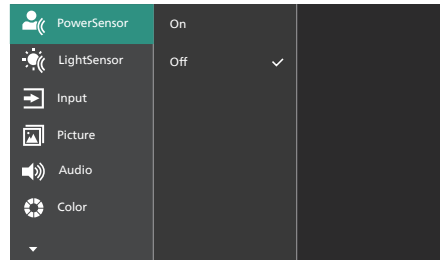 PowerSensor On
LightSensor Off
Input
Picture
Audio
Color